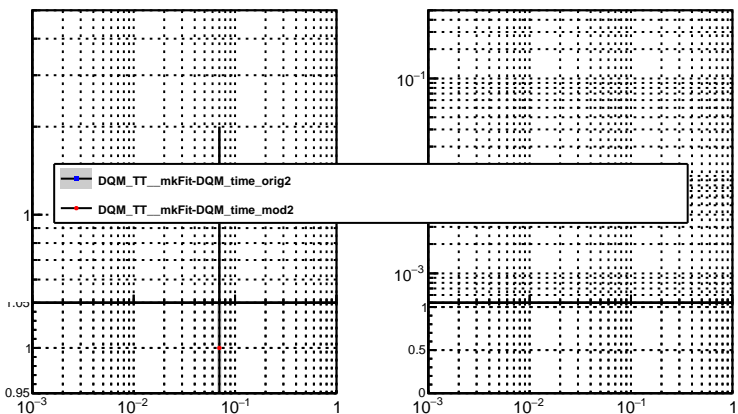 10⁻¹
1
DQM_TT__mkFit-DQM_time_orig2
DQM_TT__mkFit-DQM_time_mod2
10⁻³
1
1
0.5
0.95
0
10⁻³ 10⁻² 10⁻¹ 1
10⁻³ 10⁻² 10⁻¹ 1